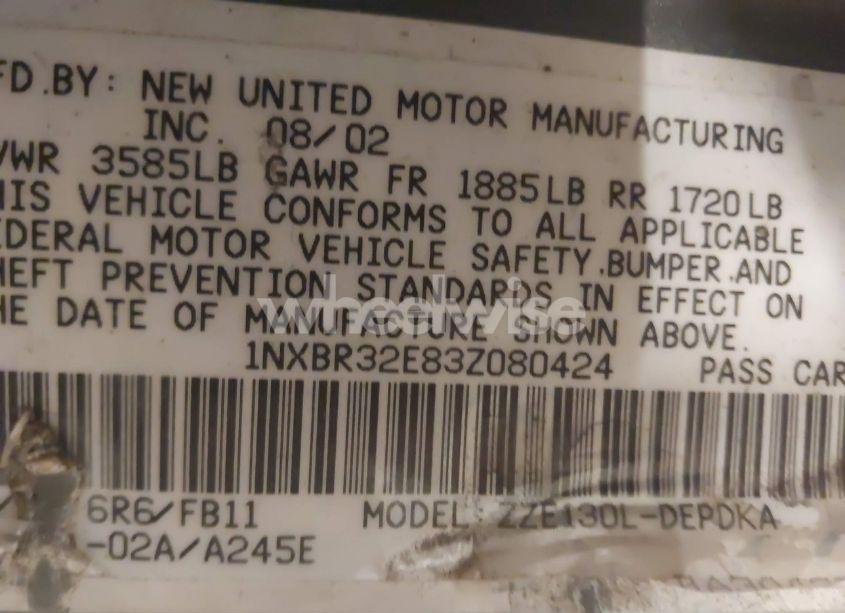 FD.BY: NEW UNITED MOTOR MANUFACTURING
INC. 08/02
VWR 3585LB GAWR FR 1885LB RR 1720LB
HIS VEHICLE CONFORMS TO ALL APPLICABLE
EDERAL MOTOR VEHICLE SAFETY,BUMPER,AND
HEFT PREVENTION STANDARDS IN EFFECT ON
HE DATE OF MANUFACTURE SHOWN ABOVE.
wheelwise
1NXBR32E83Z080424 PASS CAR
6R6/FB11 MODEL: ZZE130L-DEPDKA
-02A/A245E